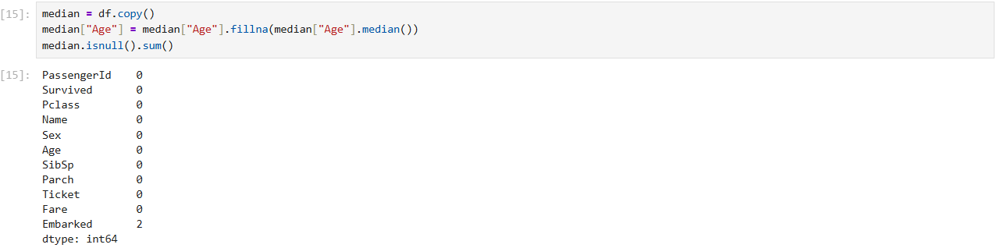 [15]: median = df.copy()
median["Age"] = median["Age"].fillna(median["Age"].median())
median.isnull().sum()
[15]: PassengerId    0
Survived       0
Pclass         0
Name           0
Sex            0
Age            0
SibSp          0
Parch          0
Ticket         0
Fare           0
Embarked       2
dtype: int64